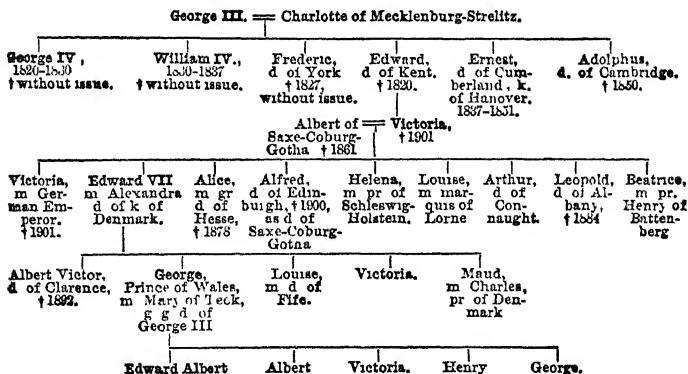 George III. Charlotte of Mecklenburg-Strelitz.
George IV, 1820-1830 † without issue.
William IV., 1830-1837 † without issue.
Frederic, d of York † 1827, without issue.
Edward, d of Kent. † 1820.
Ernest, d of Cumberland, k. of Hanover. 1837-1851.
Adolphus, d. of Cambridge. † 1850.
Albert of Saxe-Coburg-Gotha † 1861
Victoria, † 1901
Victoria, m German Emperor. † 1901.
Edward VII m Alexandra d of k of Denmark.
Alice, m gr d of Hesse, † 1878
Alfred, d of Edinburgh, † 1900, as d of Saxe-Coburg-Gotha
Helena, m pr of Schleswig-Holstein.
Louise, m marquis of Lorne
Arthur, d of Connaught.
Leopold, d of Albany, † 1884
Beatrice, m pr. Henry of Battenberg
Albert Victor, d of Clarence, † 1892.
George, Prince of Wales, m Mary of Teck, g g d of George III
Louise, m d of Fife.
Victoria.
Maud, m Charles, pr of Denmark
Edward Albert Albert Victoria. Henry George.